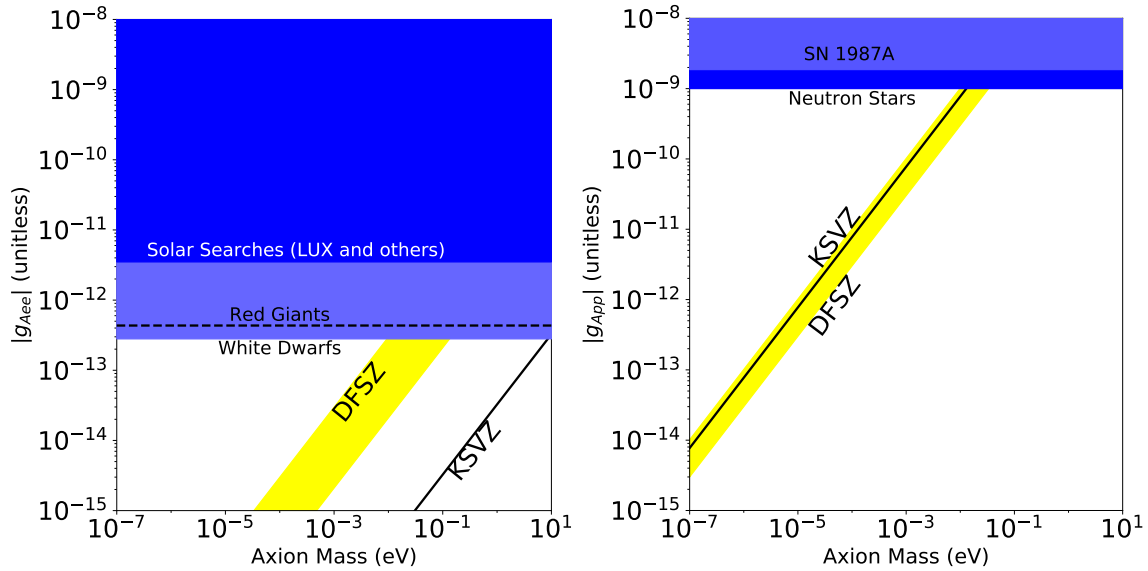 10^-8
10^-9
10^-10
10^-11
10^-12
10^-13
10^-14
10^-15
|g_Aee| (unitless)
Solar Searches (LUX and others)
Red Giants
White Dwarfs
DFSZ
KSVZ
10^-7
10^-5
10^-3
10^-1
10^1
Axion Mass (eV)
10^-8
10^-9
10^-10
10^-11
10^-12
10^-13
10^-14
10^-15
|g_App| (unitless)
SN 1987A
Neutron Stars
KSVZ
DFSZ
10^-7
10^-5
10^-3
10^-1
10^1
Axion Mass (eV)